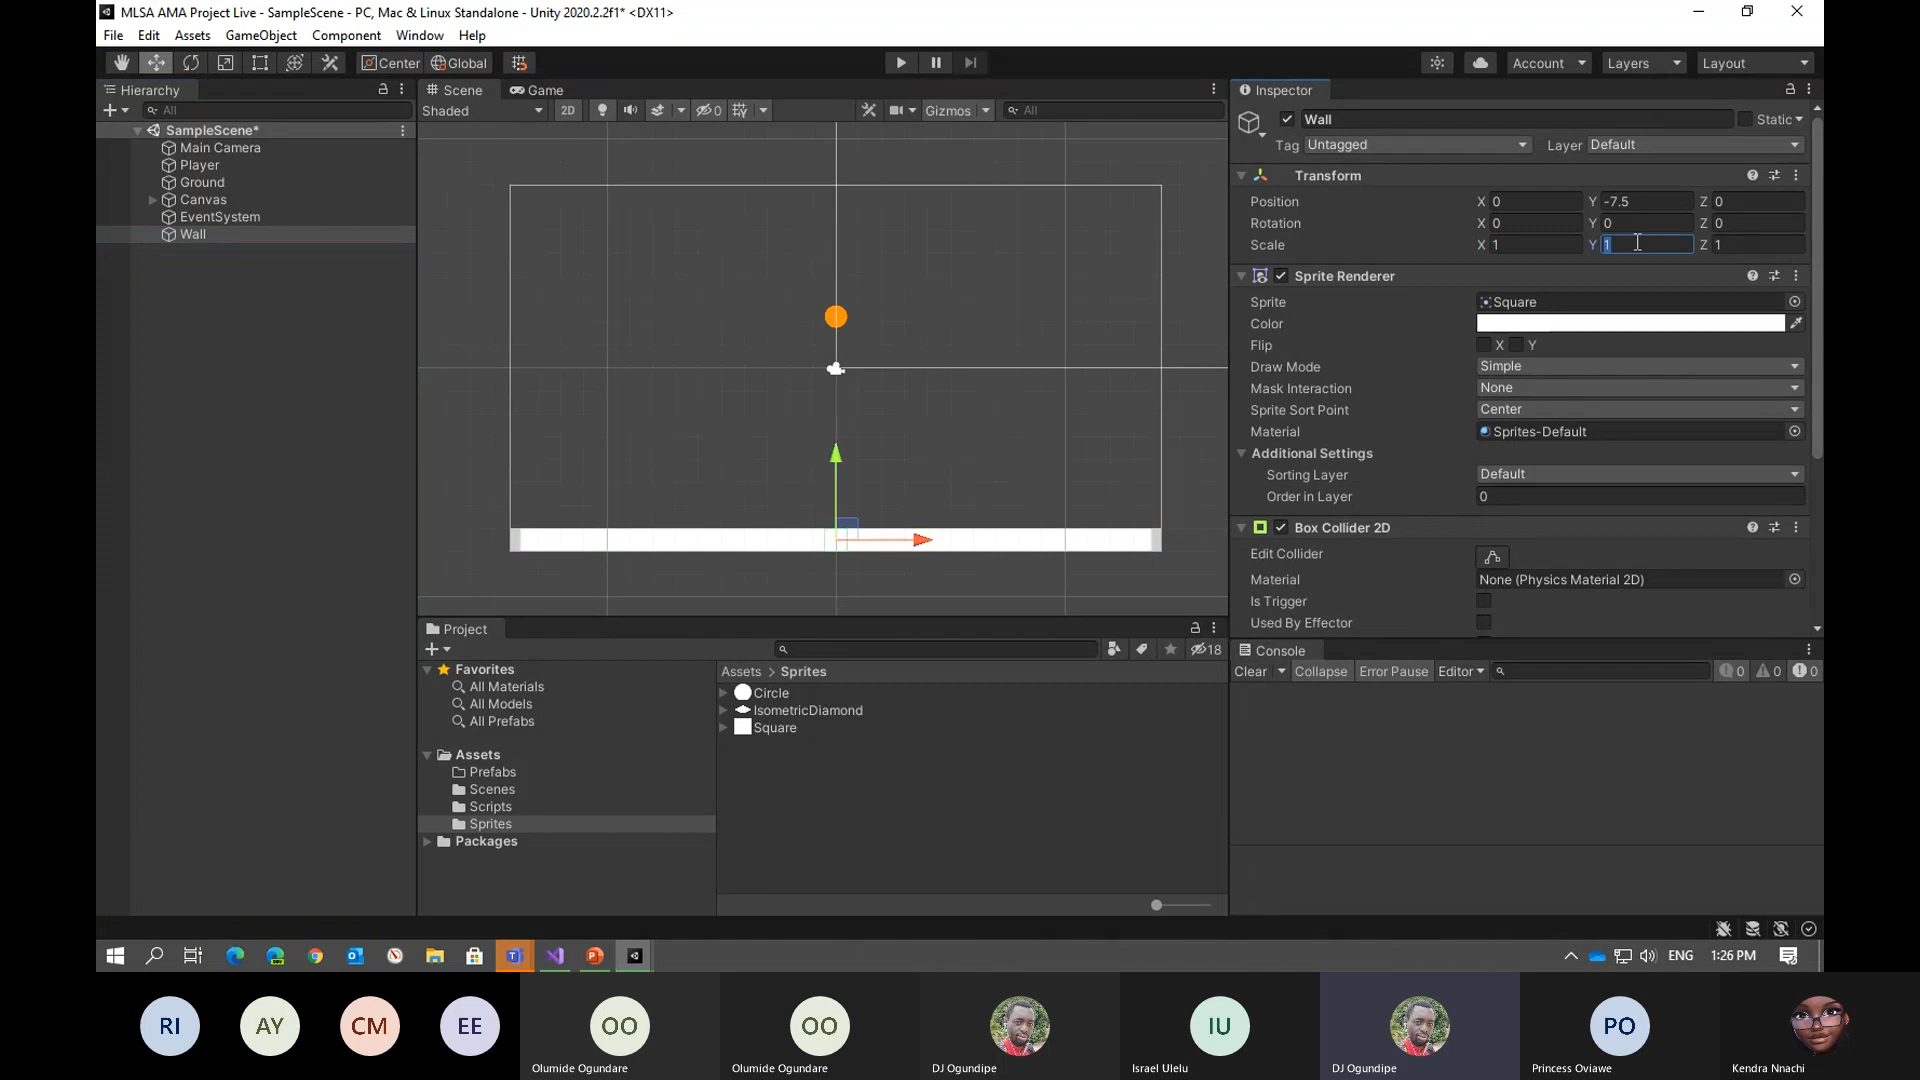 MLSA AMA Project Live - SampleScene - PC, Mac & Linux Standalone - Unity 2020.2.2f1* <DX11>
File Edit Assets GameObject Component Window Help
Center Global Account Layers Layout
Hierarchy
All
SampleScene*
Main Camera
Player
Ground
Canvas
EventSystem
Wall
Scene Game
Shaded 2D 0 Gizmos All
Inspector
Wall Static
Tag Untagged Layer Default
Transform
Position X 0 Y -7.5 Z 0
Rotation X 0 Y 0 Z 0
Scale X 1 Y 1 Z 1
Sprite Renderer
Sprite Square
Color
Flip X Y
Draw Mode Simple
Mask Interaction None
Sprite Sort Point Center
Material Sprites-Default
Additional Settings
Sorting Layer Default
Order in Layer 0
Box Collider 2D
Edit Collider
Material None (Physics Material 2D)
Is Trigger
Used By Effector
Project
18
Favorites
All Materials
All Models
All Prefabs
Assets
Prefabs
Scenes
Scripts
Sprites
Packages
Assets > Sprites
Circle
IsometricDiamond
Square
Console
Clear Collapse Error Pause Editor 0 0 0
ENG 1:26 PM
RI AY CM EE OO OO IU PO
Olumide Ogundare Olumide Ogundare DJ Ogundipe Israel Ulelu DJ Ogundipe Princess Oviawe Kendra Nnachi